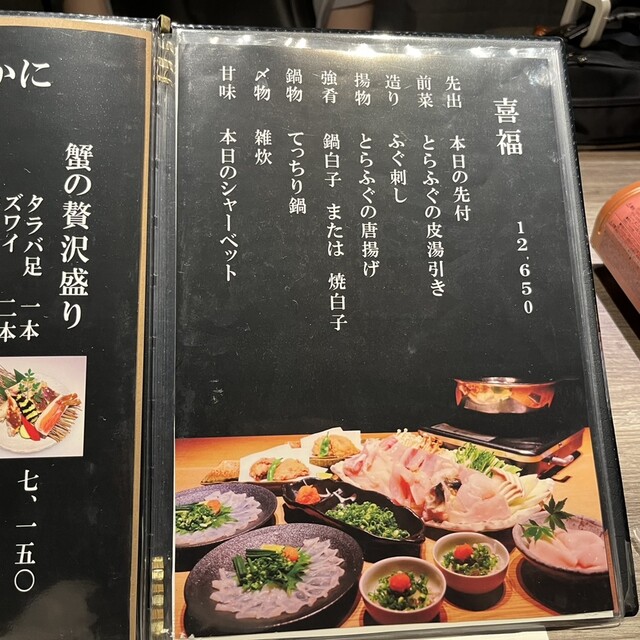 喜福
12,650
先出 本日の先付
前菜 とらふぐの皮湯引き
造り ふぐ刺し
揚物 とらふぐの唐揚げ
強肴 鍋白子 または 焼白子
鍋物 てっちり鍋
〆物 雑炊
甘味 本日のシャーベット
かに
蟹の贅沢盛り
タラバ足 一本
ズワイ 二本
七、一五〇